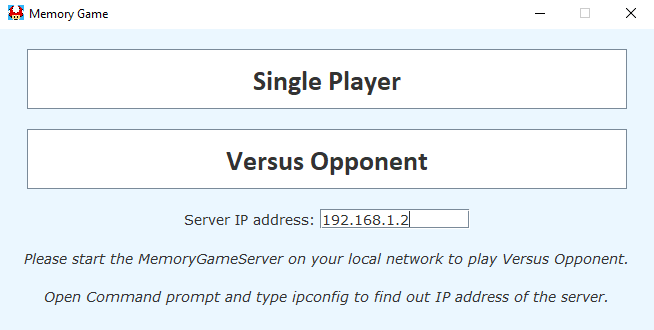 Memory Game
Single Player
Versus Opponent
Server IP address: 192.168.1.2
Please start the MemoryGameServer on your local network to play Versus Opponent.
Open Command prompt and type ipconfig to find out IP address of the server.